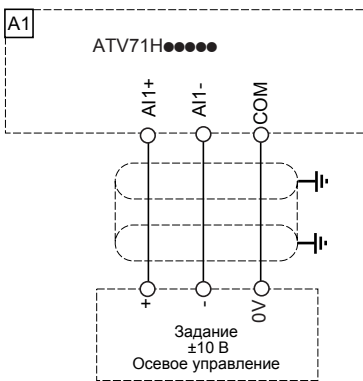 A1
ATV71H●●●●●
AI1+
AI1-
COM
+
-
0V
Задание
±10 В
Осевое управление